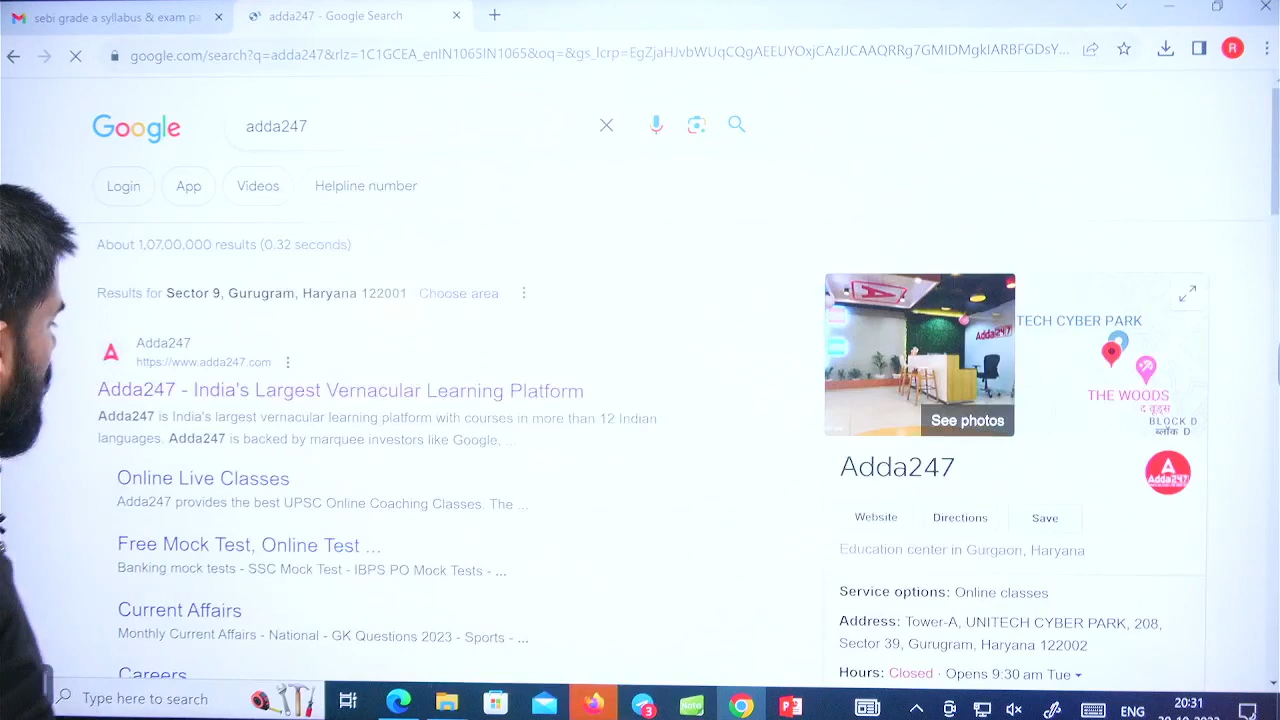 sebi grade a syllabus & exam pa
adda247 - Google Search
google.com/search?q=adda247&rlz=1C1GCEA_enIN1065IN1065&oq=&gs_lcrp=EgZjaHJvbWUqCQgAEEUYOxjCAzIJCAAQRRg7GMIDMgkIARBFGDsY...
R
Google
adda247
Login
App
Videos
Helpline number
About 1,07,00,000 results (0.32 seconds)
Results for Sector 9, Gurugram, Haryana 122001 Choose area
Adda247
https://www.adda247.com
Adda247 - India's Largest Vernacular Learning Platform
Adda247 is India's largest vernacular learning platform with courses in more than 12 Indian
languages. Adda247 is backed by marquee investors like Google, ...
Online Live Classes
Adda247 provides the best UPSC Online Coaching Classes. The ...
Free Mock Test, Online Test ...
Banking mock tests - SSC Mock Test - IBPS PO Mock Tests - ...
Current Affairs
Monthly Current Affairs - National - GK Questions 2023 - Sports - ...
Careers
Adda247
See photos
TECH CYBER PARK
THE WOODS
द वूड्स
BLOCK D
ब्लॉक D
Adda247
Adda247
Website
Directions
Save
Education center in Gurgaon, Haryana
Service options: Online classes
Address: Tower-A, UNITECH CYBER PARK, 208,
Sector 39, Gurugram, Haryana 122002
Hours: Closed · Opens 9:30 am Tue
Type here to search
3
Note
ENG
20:31